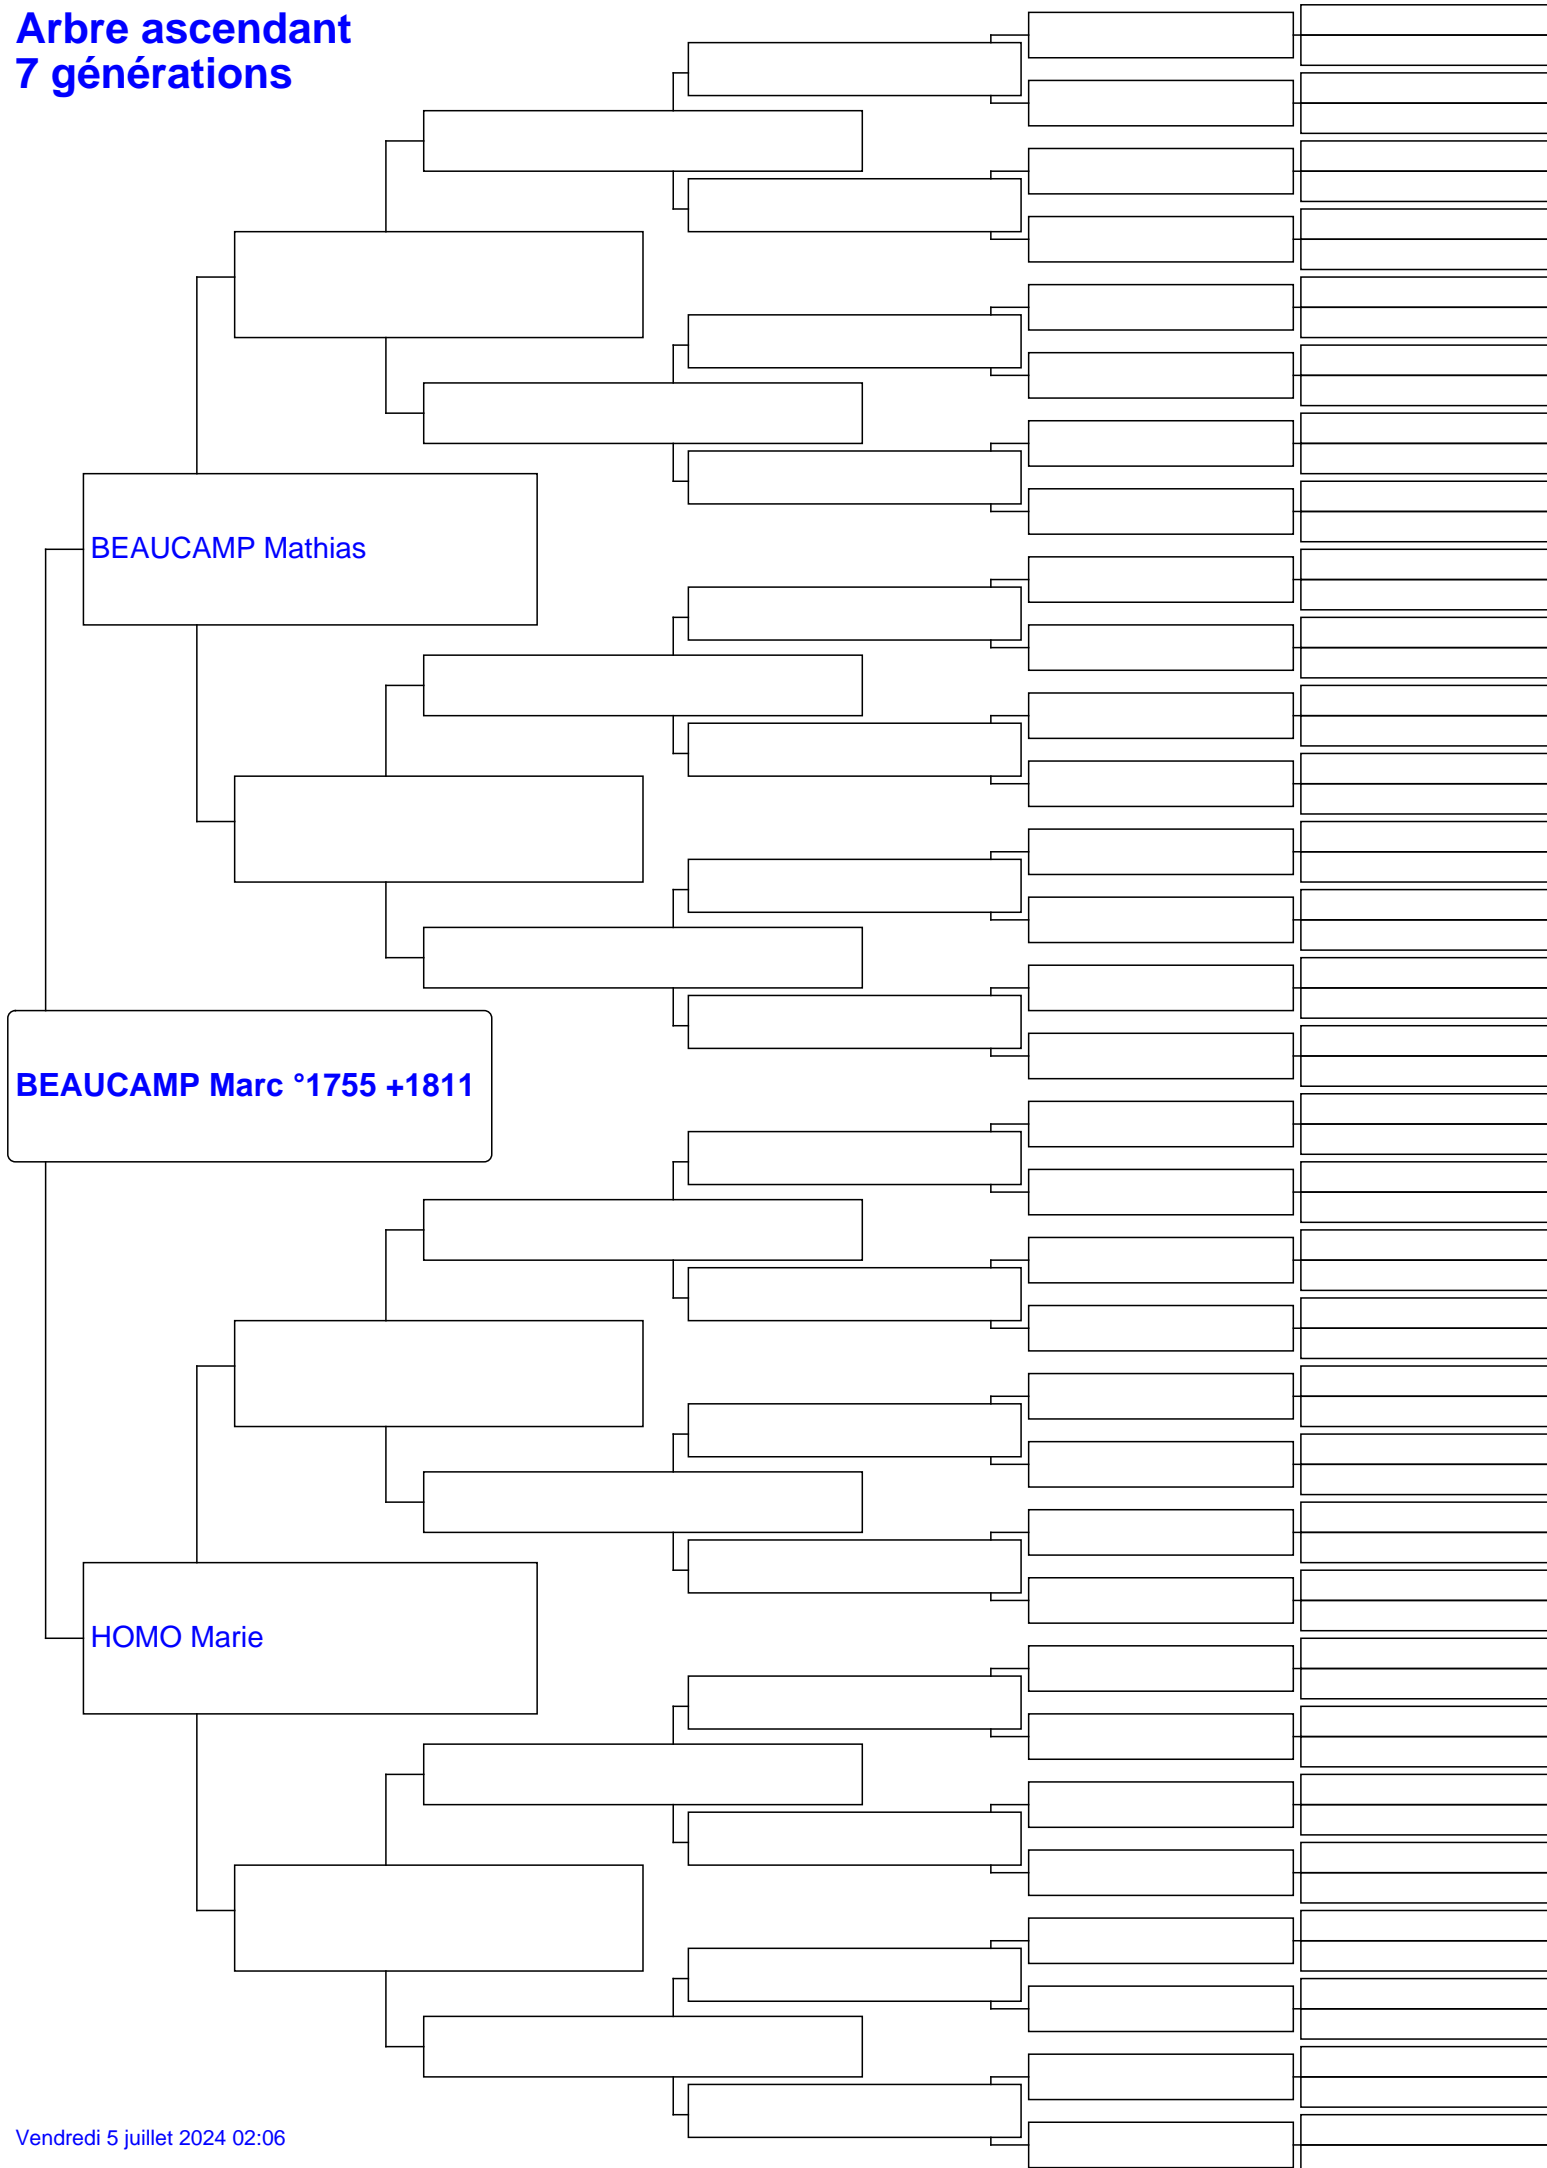 Arbre ascendant
7 générations
BEAUCAMP Mathias
BEAUCAMP Marc °1755 +1811
HOMO Marie
Vendredi 5 juillet 2024 02:06